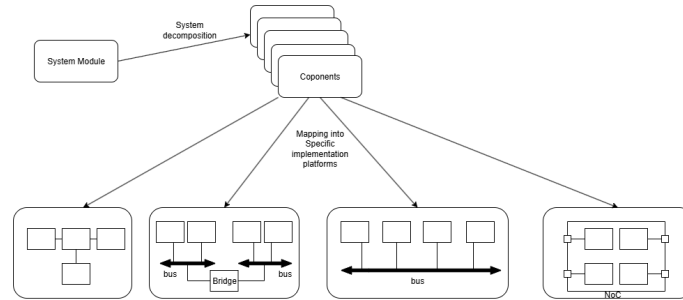 System
decomposition
System Module
Coponents
Mapping into
Specific
implementation
platforms
bus
Bridge
bus
bus
NoC